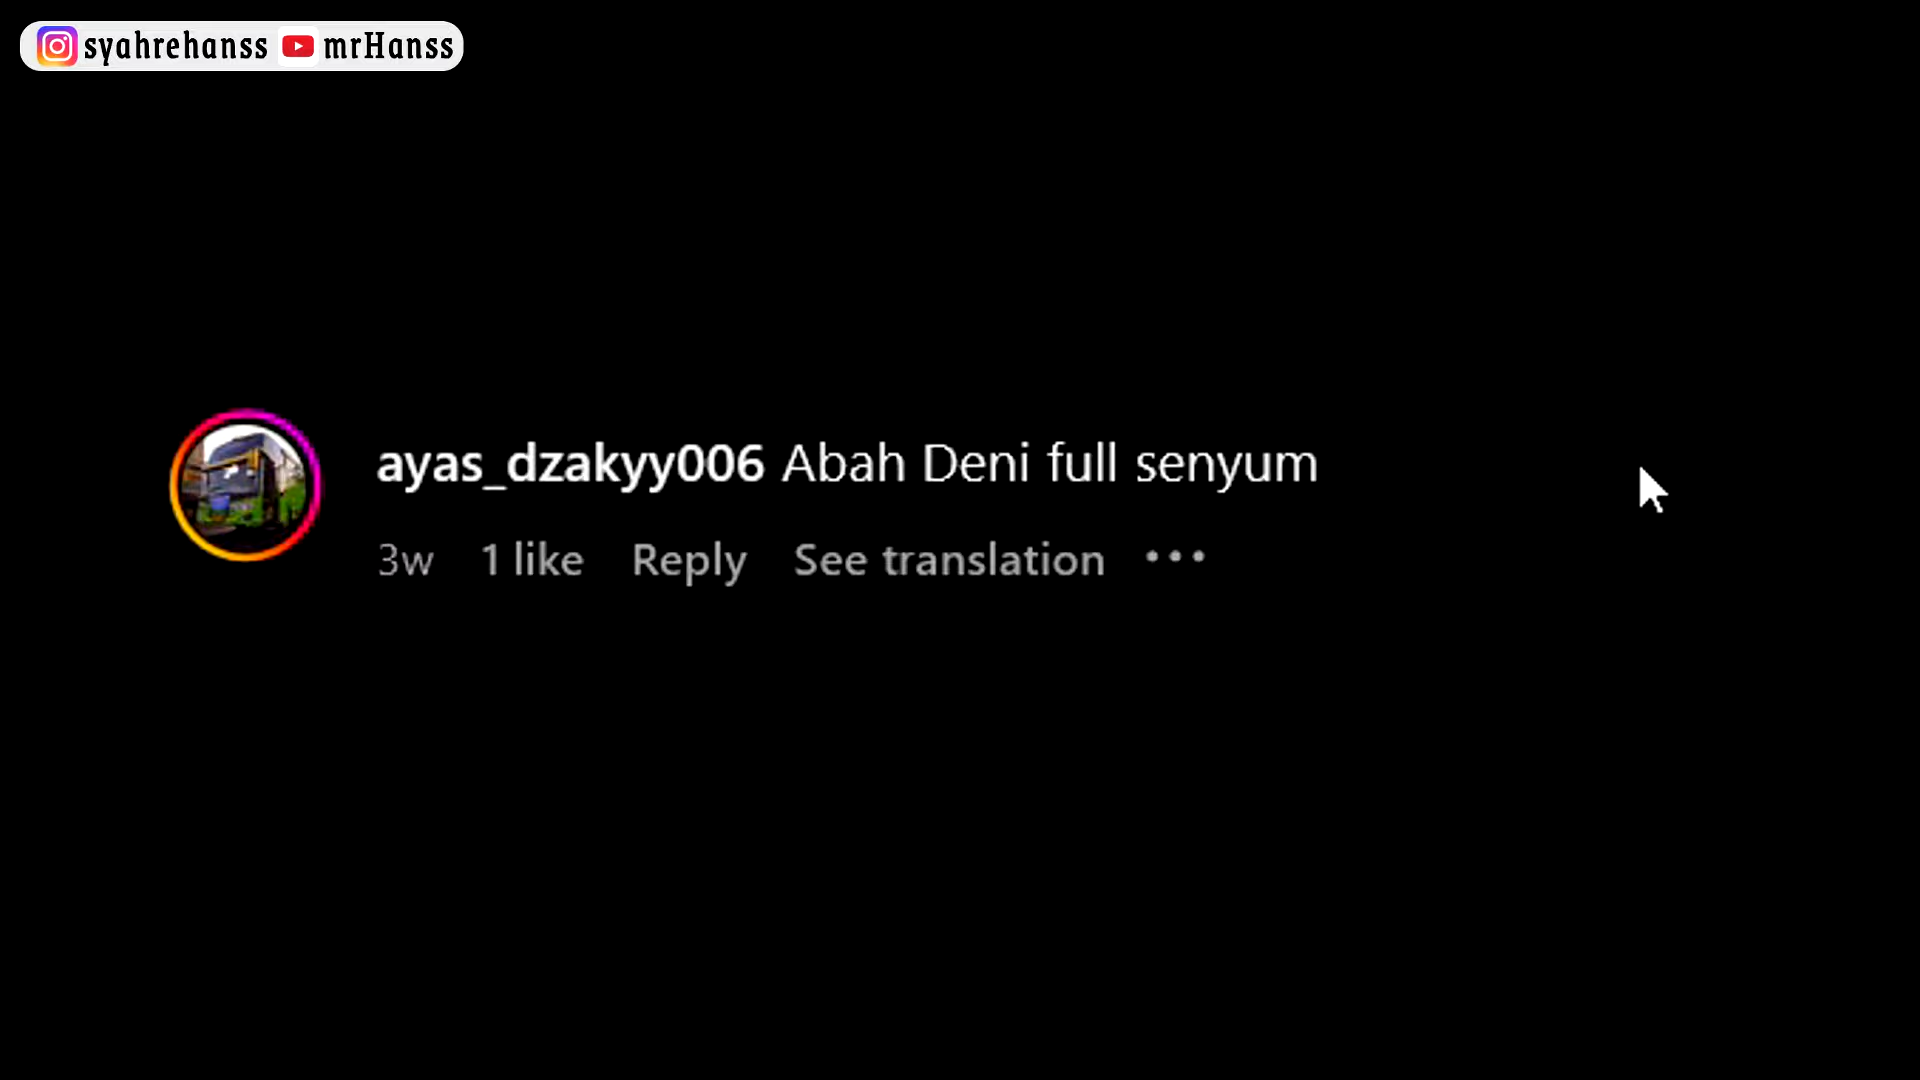 syahrehanss mrHanss
ayas_dzakyy006 Abah Deni full senyum
3w 1 like Reply See translation •••